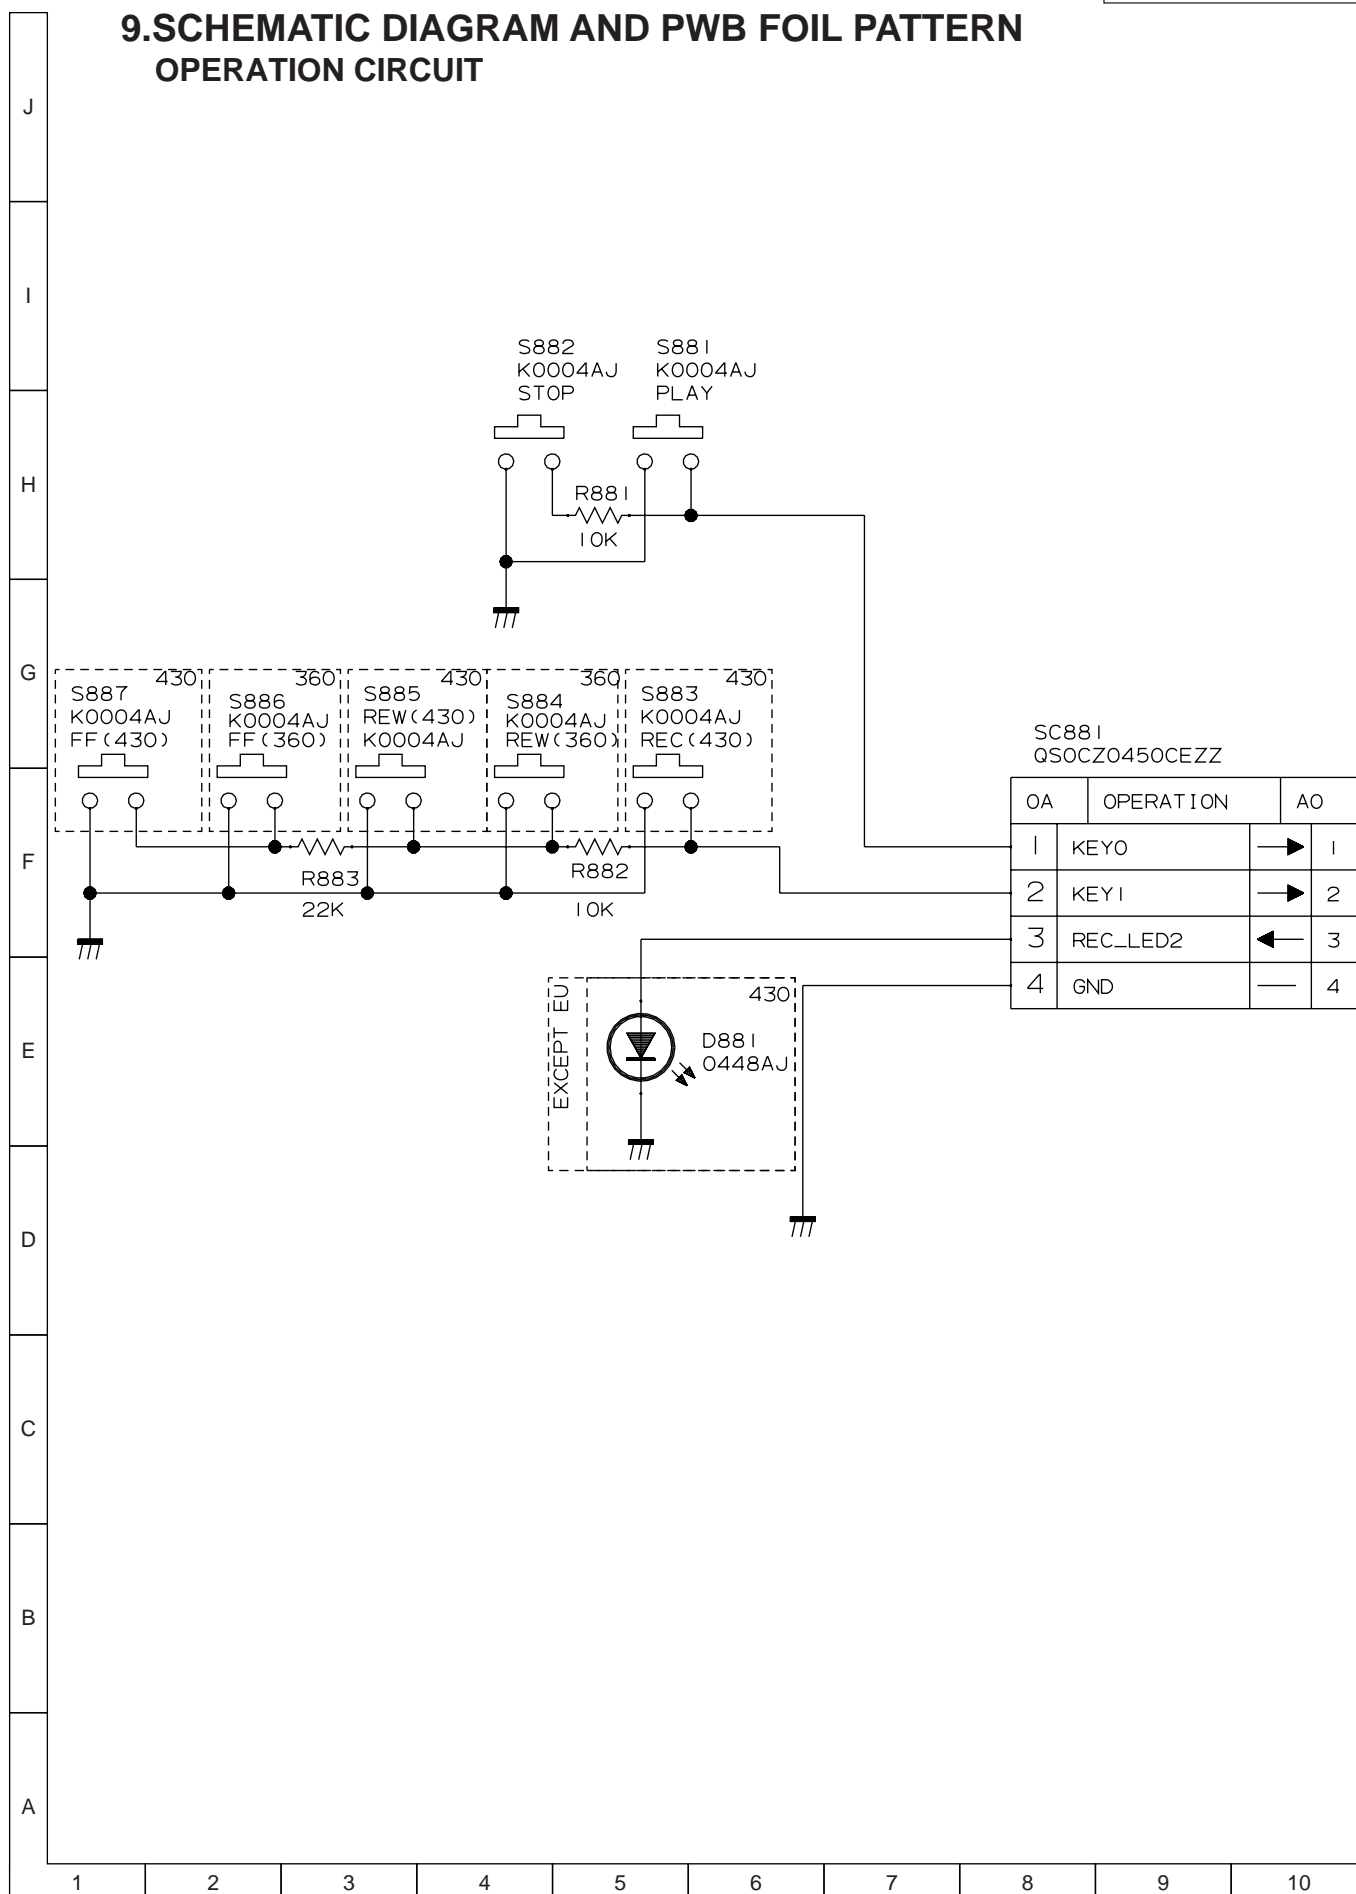 9.SCHEMATIC DIAGRAM AND PWB FOIL PATTERN
OPERATION CIRCUIT
J
I
H
G
F
E
D
C
B
A
S882
K0004AJ
STOP
S881
K0004AJ
PLAY
R881
10K
430
S887
K0004AJ
FF(430)
360
S886
K0004AJ
FF(360)
430
S885
REW(430)
K0004AJ
360
S884
K0004AJ
REW(360)
430
S883
K0004AJ
REC(430)
R883
22K
R882
10K
SC881
QSOCZ0450CEZZ
OA OPERATION AO
1 KEY0 1
2 KEY1 2
3 REC_LED2 3
4 GND 4
EXCEPT EU
430
D881
0448AJ
1 2 3 4 5 6 7 8 9 10